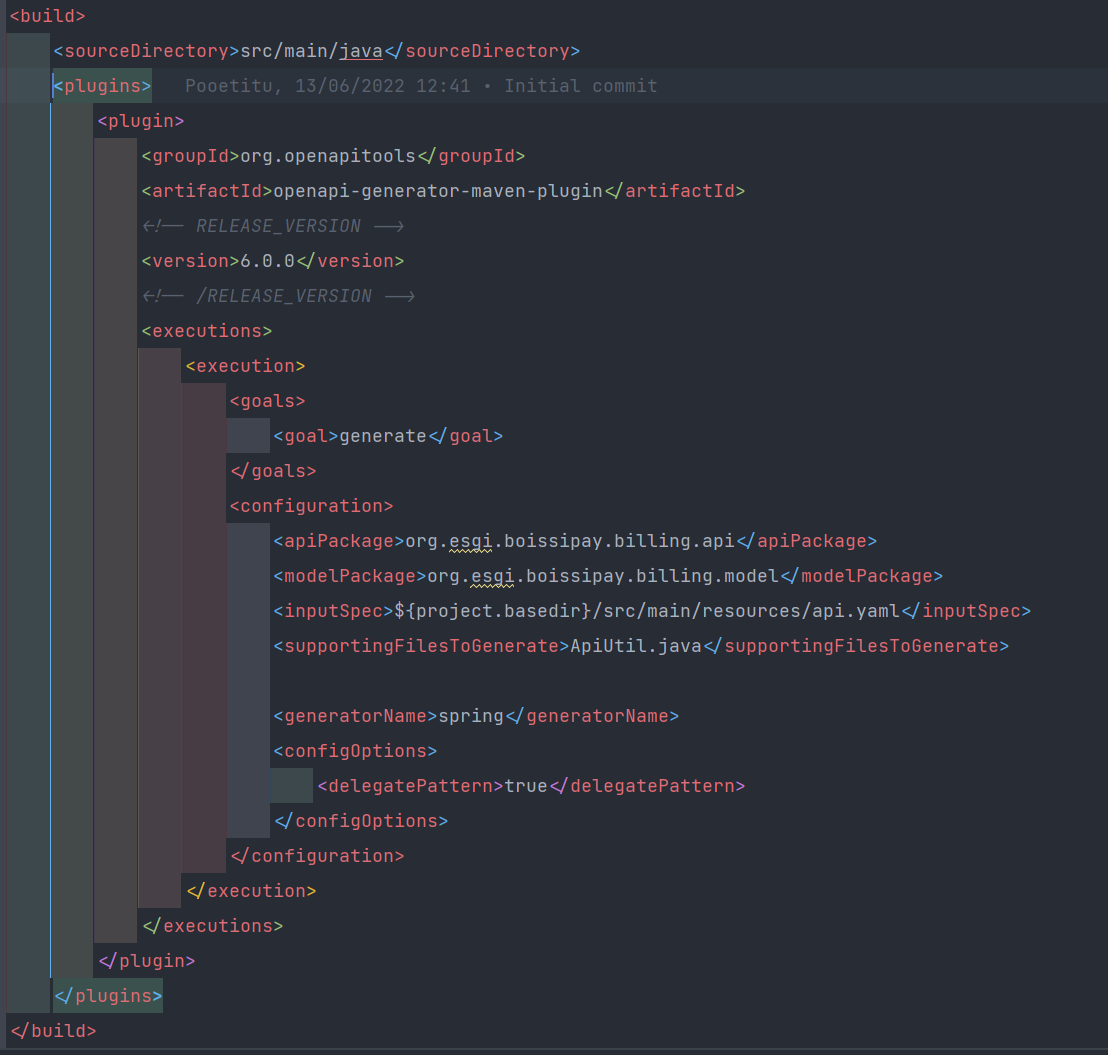 <build>
    <sourceDirectory>src/main/java</sourceDirectory>
    <plugins>    Pooetitu, 13/06/2022 12:41 • Initial commit
        <plugin>
            <groupId>org.openapitools</groupId>
            <artifactId>openapi-generator-maven-plugin</artifactId>
            <!-- RELEASE_VERSION -->
            <version>6.0.0</version>
            <!-- /RELEASE_VERSION -->
            <executions>
                <execution>
                    <goals>
                        <goal>generate</goal>
                    </goals>
                    <configuration>
                        <apiPackage>org.esgi.boissipay.billing.api</apiPackage>
                        <modelPackage>org.esgi.boissipay.billing.model</modelPackage>
                        <inputSpec>${project.basedir}/src/main/resources/api.yaml</inputSpec>
                        <supportingFilesToGenerate>ApiUtil.java</supportingFilesToGenerate>

                        <generatorName>spring</generatorName>
                        <configOptions>
                            <delegatePattern>true</delegatePattern>
                        </configOptions>
                    </configuration>
                </execution>
            </executions>
        </plugin>
    </plugins>
</build>